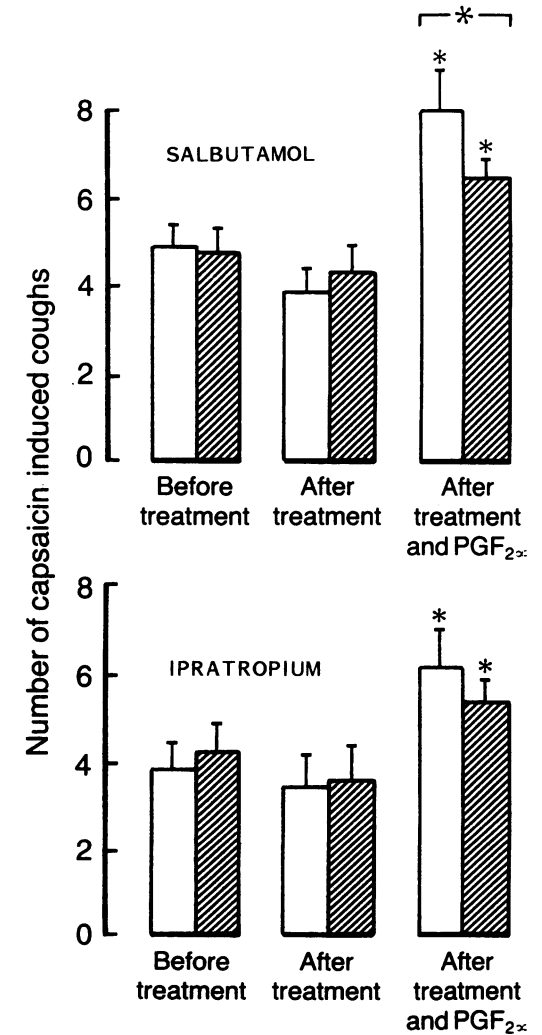 *
*
*
8
6
4
2
0
SALBUTAMOL
Before
treatment
After
treatment
After
treatment
and PGF₂α
Number of capsaicin induced coughs
*
*
8
6
4
2
0
IPRATROPIUM
Before
treatment
After
treatment
After
treatment
and PGF₂α